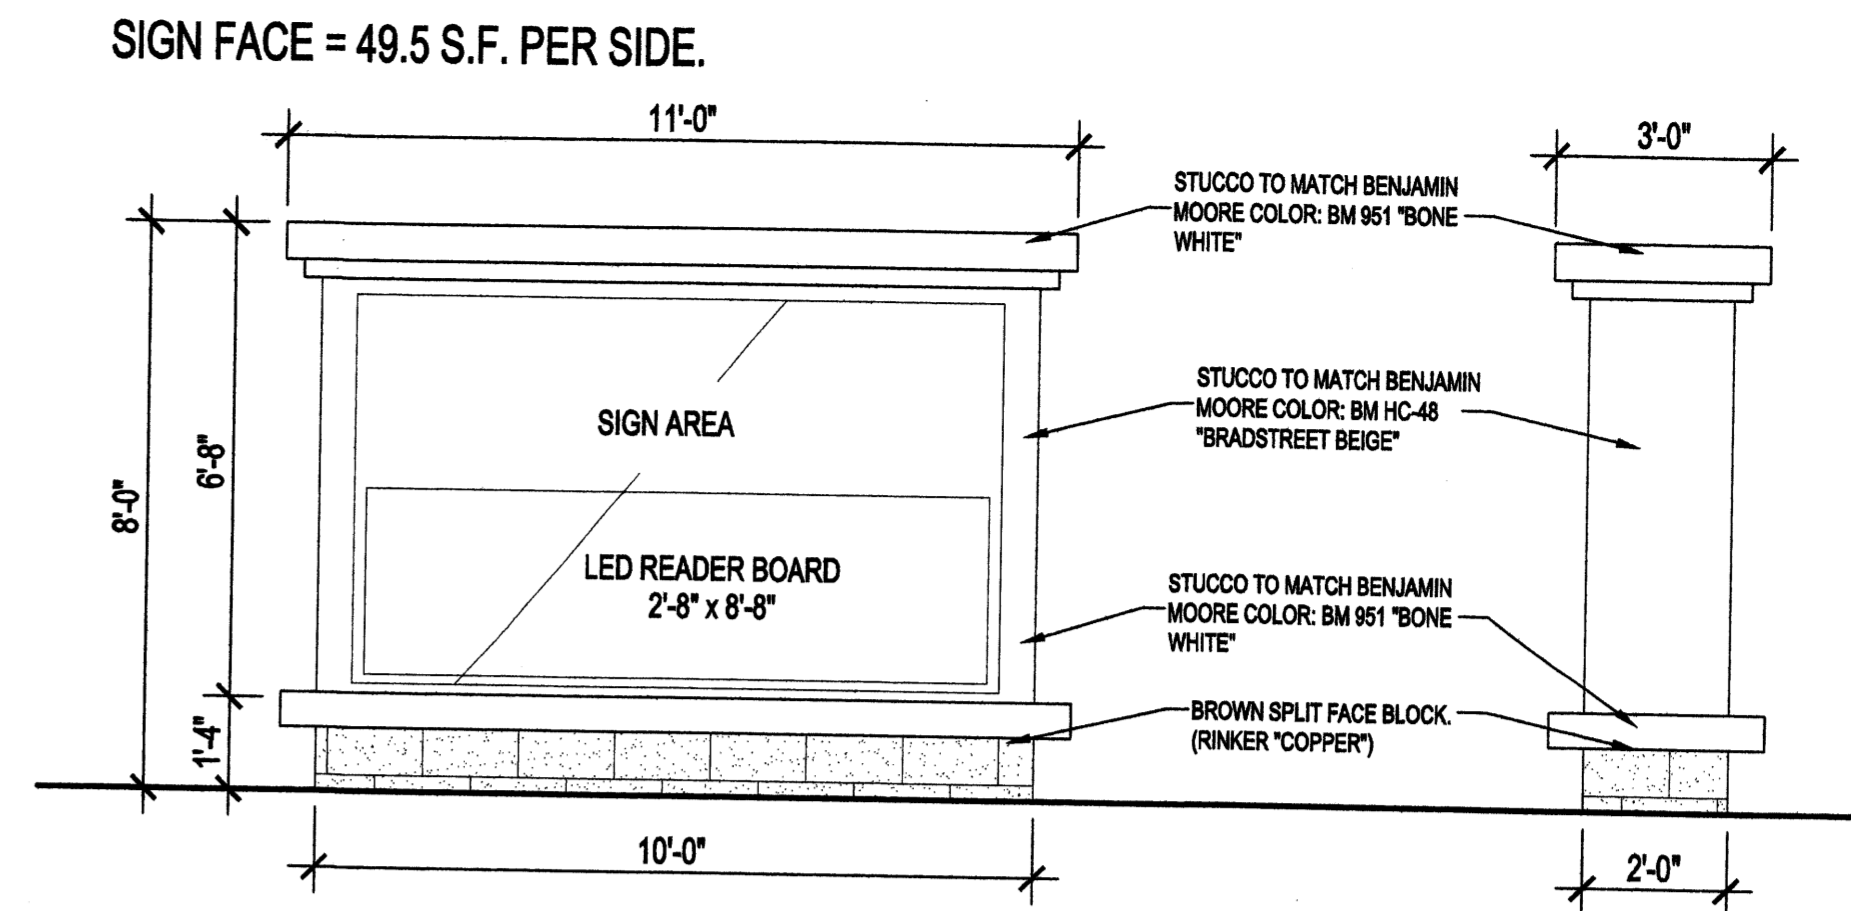 SIGN FACE = 49.5 S.F. PER SIDE.
11'-0"
3'-0"
STUCCO TO MATCH BENJAMIN
MOORE COLOR: BM 951 "BONE
WHITE"
8'-0"
6'-8"
SIGN AREA
STUCCO TO MATCH BENJAMIN
MOORE COLOR: BM HC-48
"BRADSTREET BEIGE"
LED READER BOARD
2'-8" x 8'-8"
STUCCO TO MATCH BENJAMIN
MOORE COLOR: BM 951 "BONE
WHITE"
1'-4"
BROWN SPLIT FACE BLOCK.
(RINKER "COPPER")
10'-0"
2'-0"